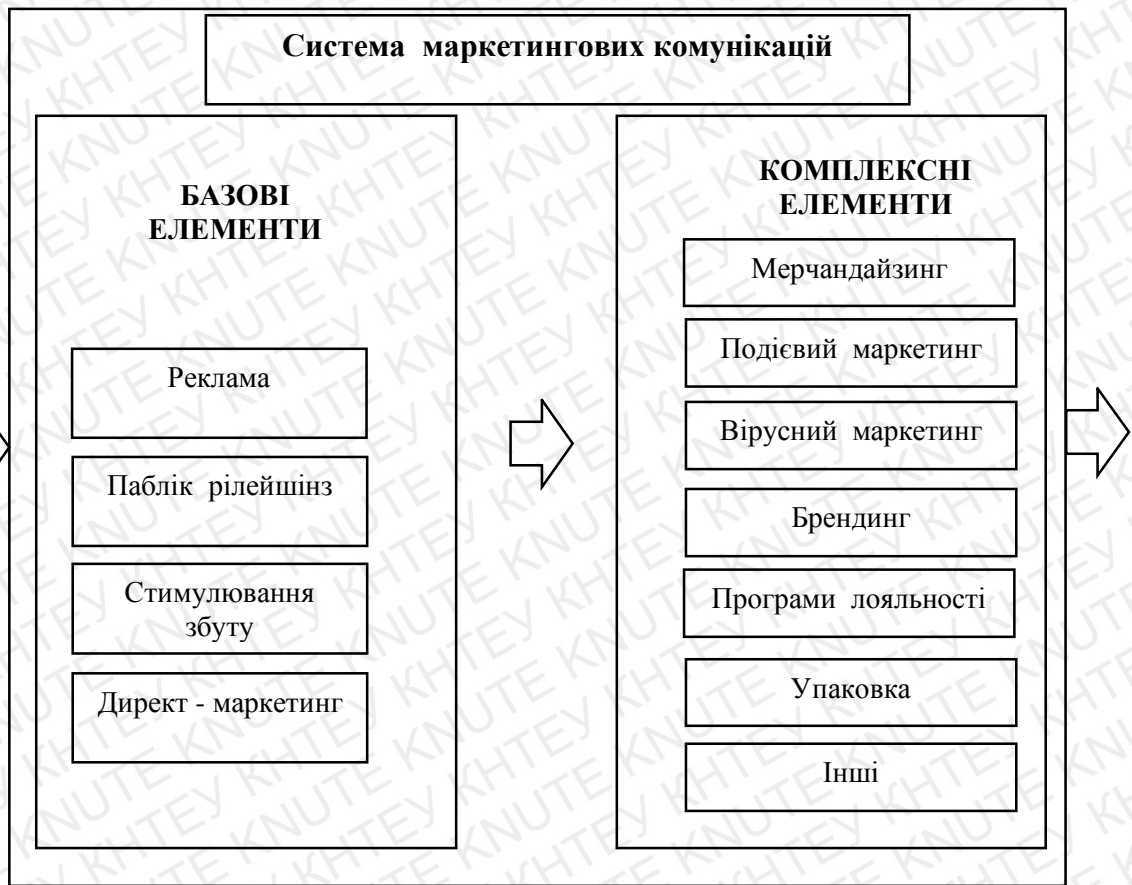 Система маркетингових комунікацій
БАЗОВІ
ЕЛЕМЕНТИ
Реклама
Паблік рілейшінз
Стимулювання
збуту
Директ - маркетинг
КОМПЛЕКСНІ
ЕЛЕМЕНТИ
Мерчандайзинг
Подієвий маркетинг
Вірусний маркетинг
Брендинг
Програми лояльності
Упаковка
Інші